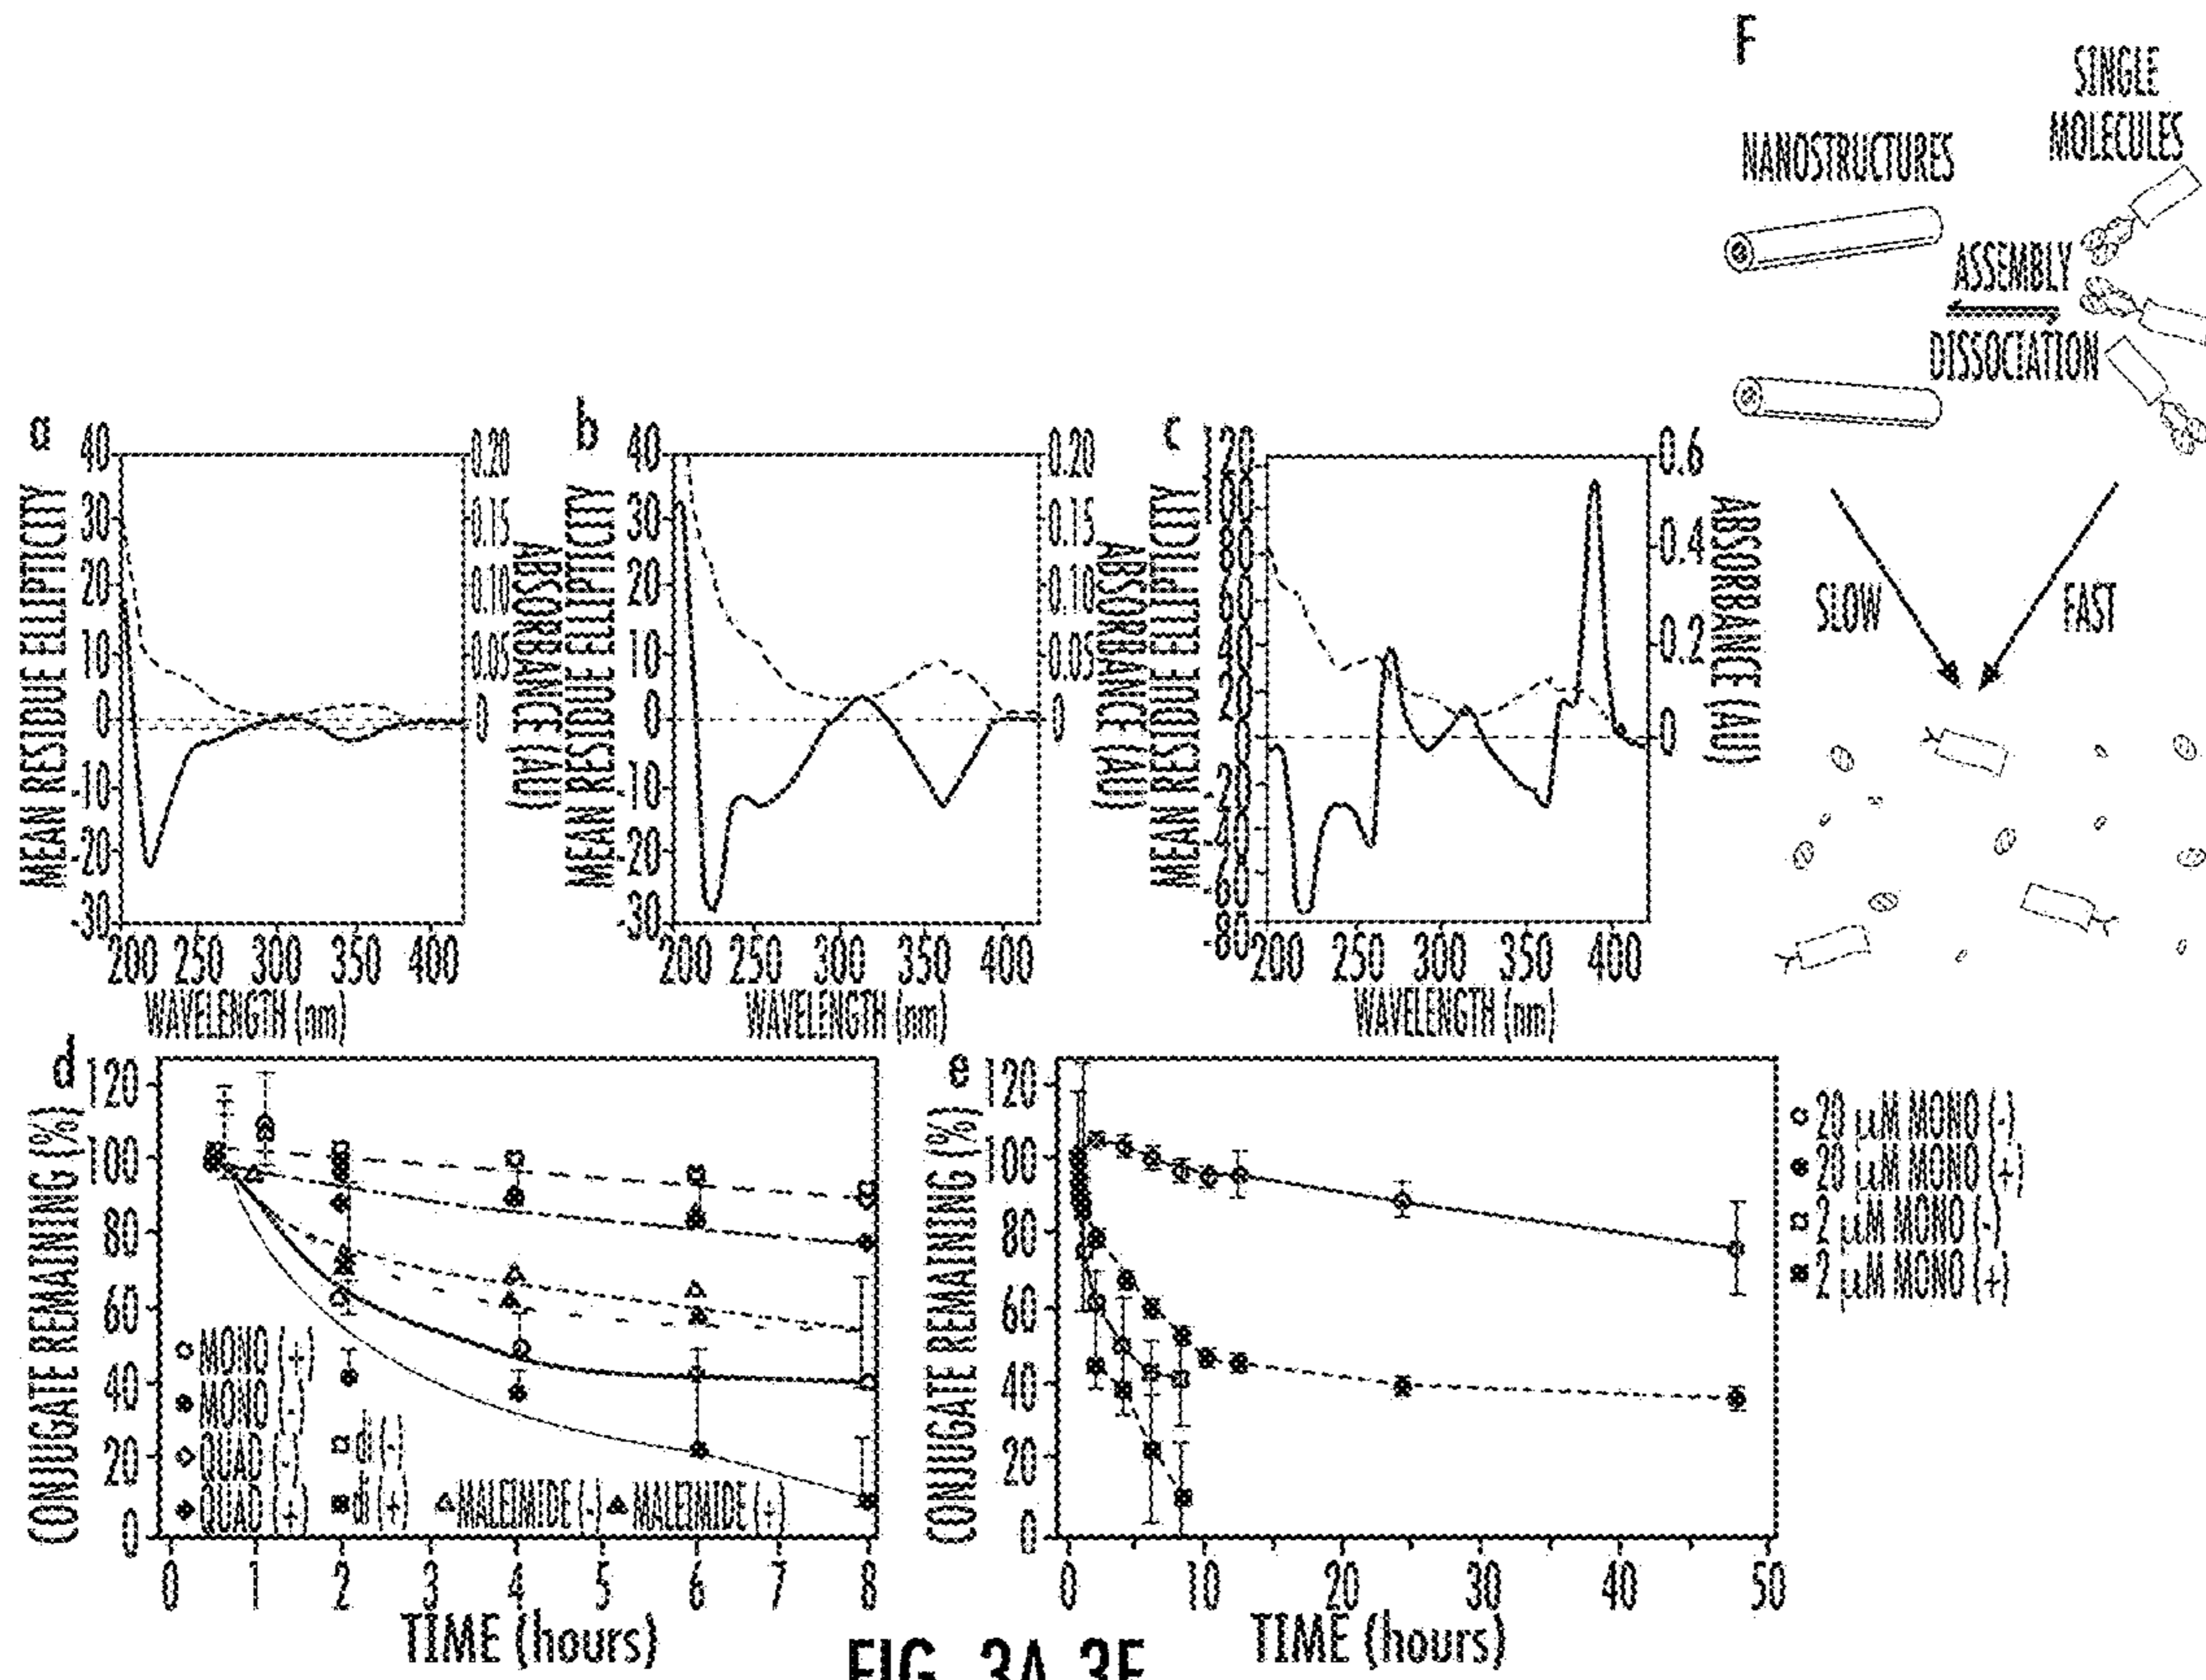 F
SINGLE
MOLECULES
NANOSTRUCTURES
ASSEMBLY
DISSOCIATION
SLOW
FAST
a
MEAN RESIDUE ELLIPTICITY
40
30
20
10
0
-10
-20
-30
0.20
0.15
0.10
0.05
0
ABSORBANCE (AU)
200 250 300 350 400
WAVELENGTH (nm)
b
MEAN RESIDUE ELLIPTICITY
40
30
20
10
0
-10
-20
-30
0.20
0.15
0.10
0.05
0
ABSORBANCE (AU)
200 250 300 350 400
WAVELENGTH (nm)
c
MEAN RESIDUE ELLIPTICITY
120
100
80
60
40
20
0
-20
-40
-60
-80
0.6
0.4
0.2
0
ABSORBANCE (AU)
200 250 300 350 400
WAVELENGTH (nm)
d
CONJUGATE REMAINING (%)
120
100
80
60
40
20
0
MONO (+)
MONO (-)
QUAD (-)
QUAD (+)
di (-)
di (+)
MALEIMIDE (-)
MALEIMIDE (+)
0 1 2 3 4 5 6 7 8
TIME (hours)
e
CONJUGATE REMAINING (%)
120
100
80
60
40
20
0
20 µM MONO (-)
20 µM MONO (+)
2 µM MONO (-)
2 µM MONO (+)
0 10 20 30 40 50
TIME (hours)